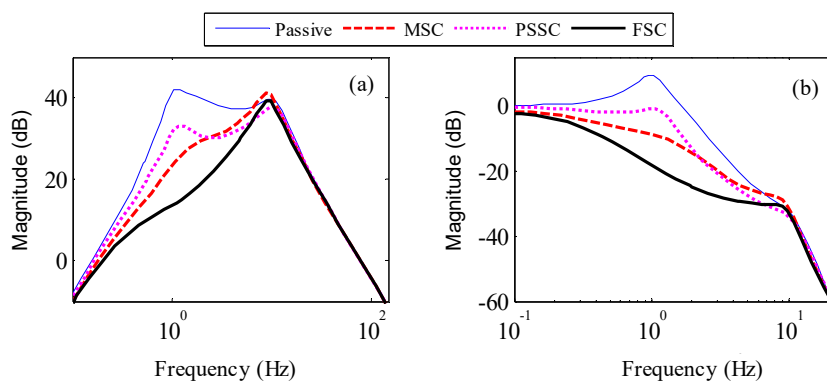 Passive MSC PSSC FSC
(a)
Magnitude (dB)
40
20
0
10^0
10^2
Frequency (Hz)
(b)
Magnitude (dB)
0
-20
-40
-60
10^-1
10^0
10^1
Frequency (Hz)